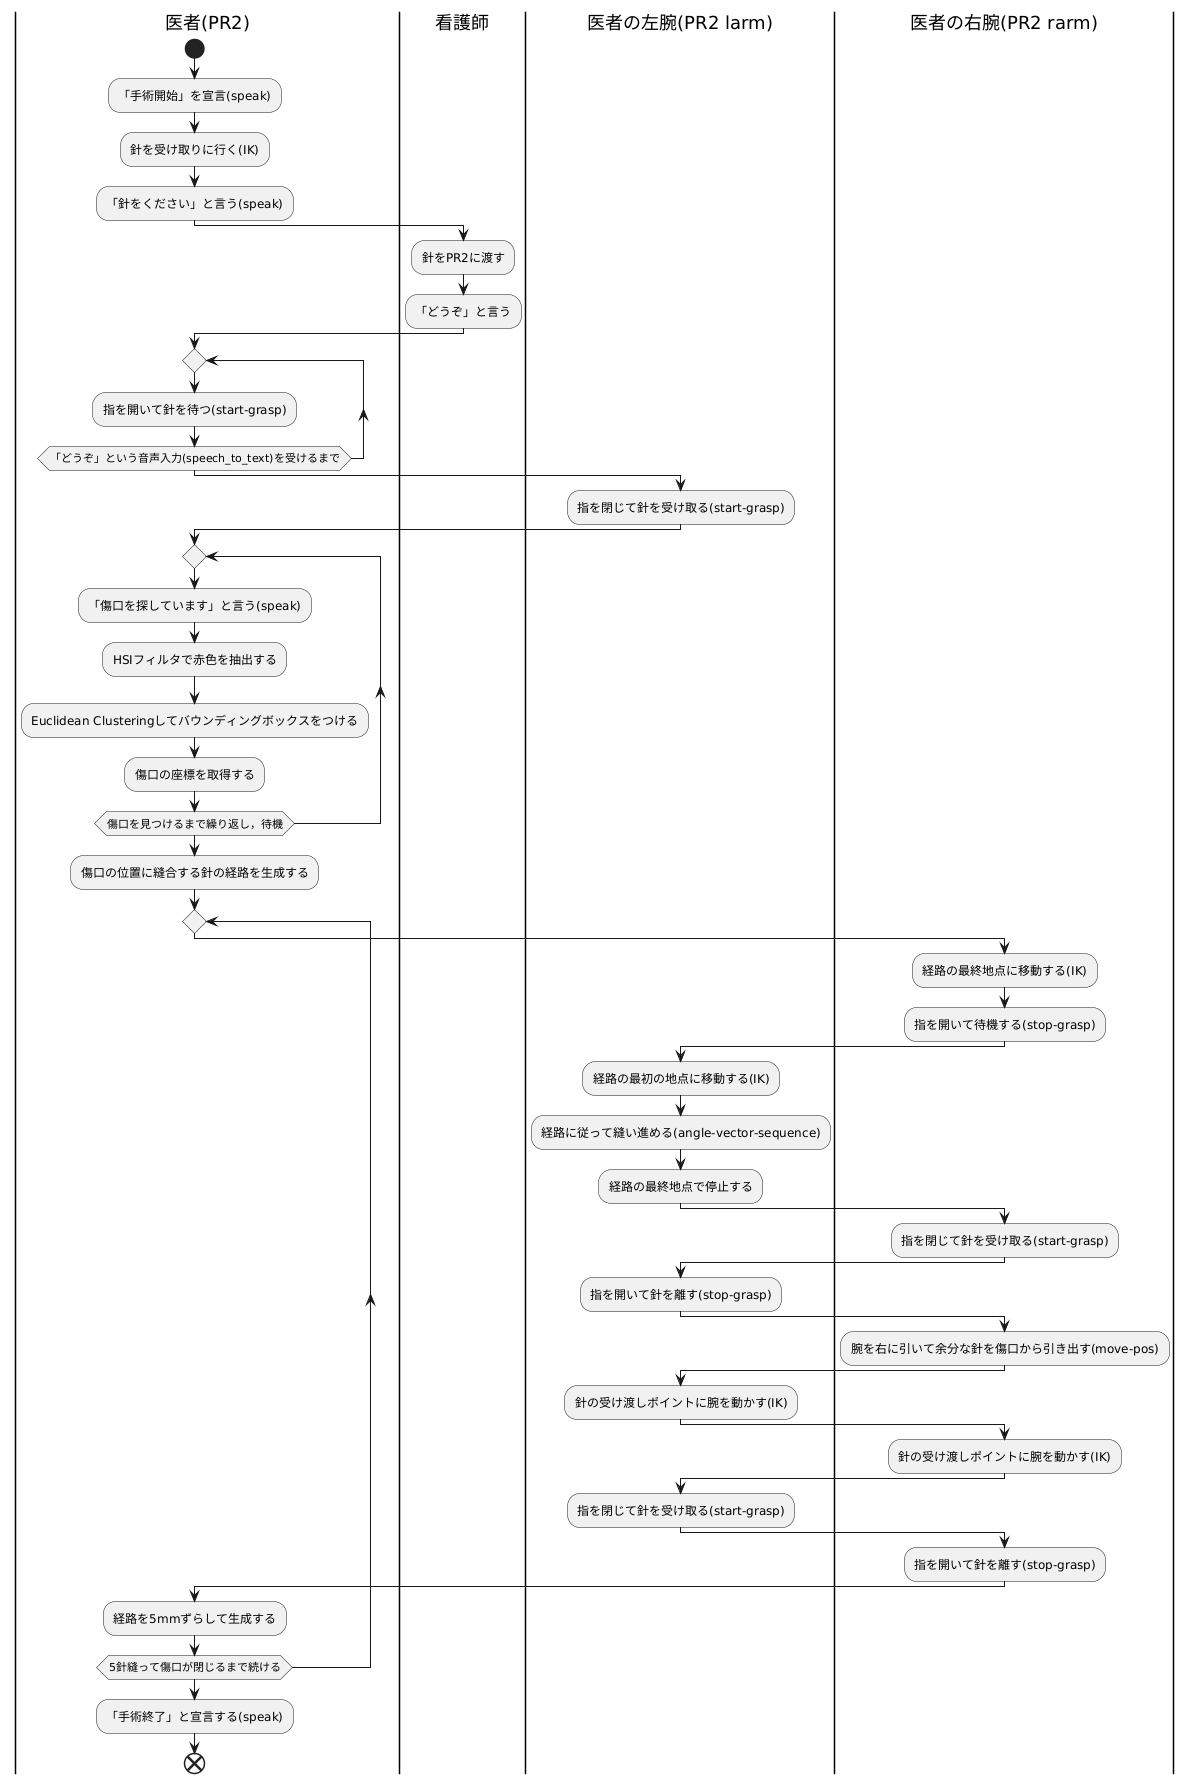 医者(PR2)
看護師
医者の左腕(PR2 larm)
医者の右腕(PR2 rarm)
「手術開始」を宣言(speak)
針を受け取りに行く(IK)
「針をください」と言う(speak)
針をPR2に渡す
「どうぞ」と言う
指を開いて針を待つ(start-grasp)
「どうぞ」という音声入力(speech_to_text)を受けるまで
指を閉じて針を受け取る(start-grasp)
「傷口を探しています」と言う(speak)
HSIフィルタで赤色を抽出する
Euclidean Clusteringしてバウンディングボックスをつける
傷口の座標を取得する
傷口を見つけるまで繰り返し，待機
傷口の位置に縫合する針の経路を生成する
経路の最終地点に移動する(IK)
指を開いて待機する(stop-grasp)
経路の最初の地点に移動する(IK)
経路に従って縫い進める(angle-vector-sequence)
経路の最終地点で停止する
指を閉じて針を受け取る(start-grasp)
指を開いて針を離す(stop-grasp)
腕を右に引いて余分な針を傷口から引き出す(move-pos)
針の受け渡しポイントに腕を動かす(IK)
針の受け渡しポイントに腕を動かす(IK)
指を閉じて針を受け取る(start-grasp)
指を開いて針を離す(stop-grasp)
経路を5mmずらして生成する
5針縫って傷口が閉じるまで続ける
「手術終了」と宣言する(speak)